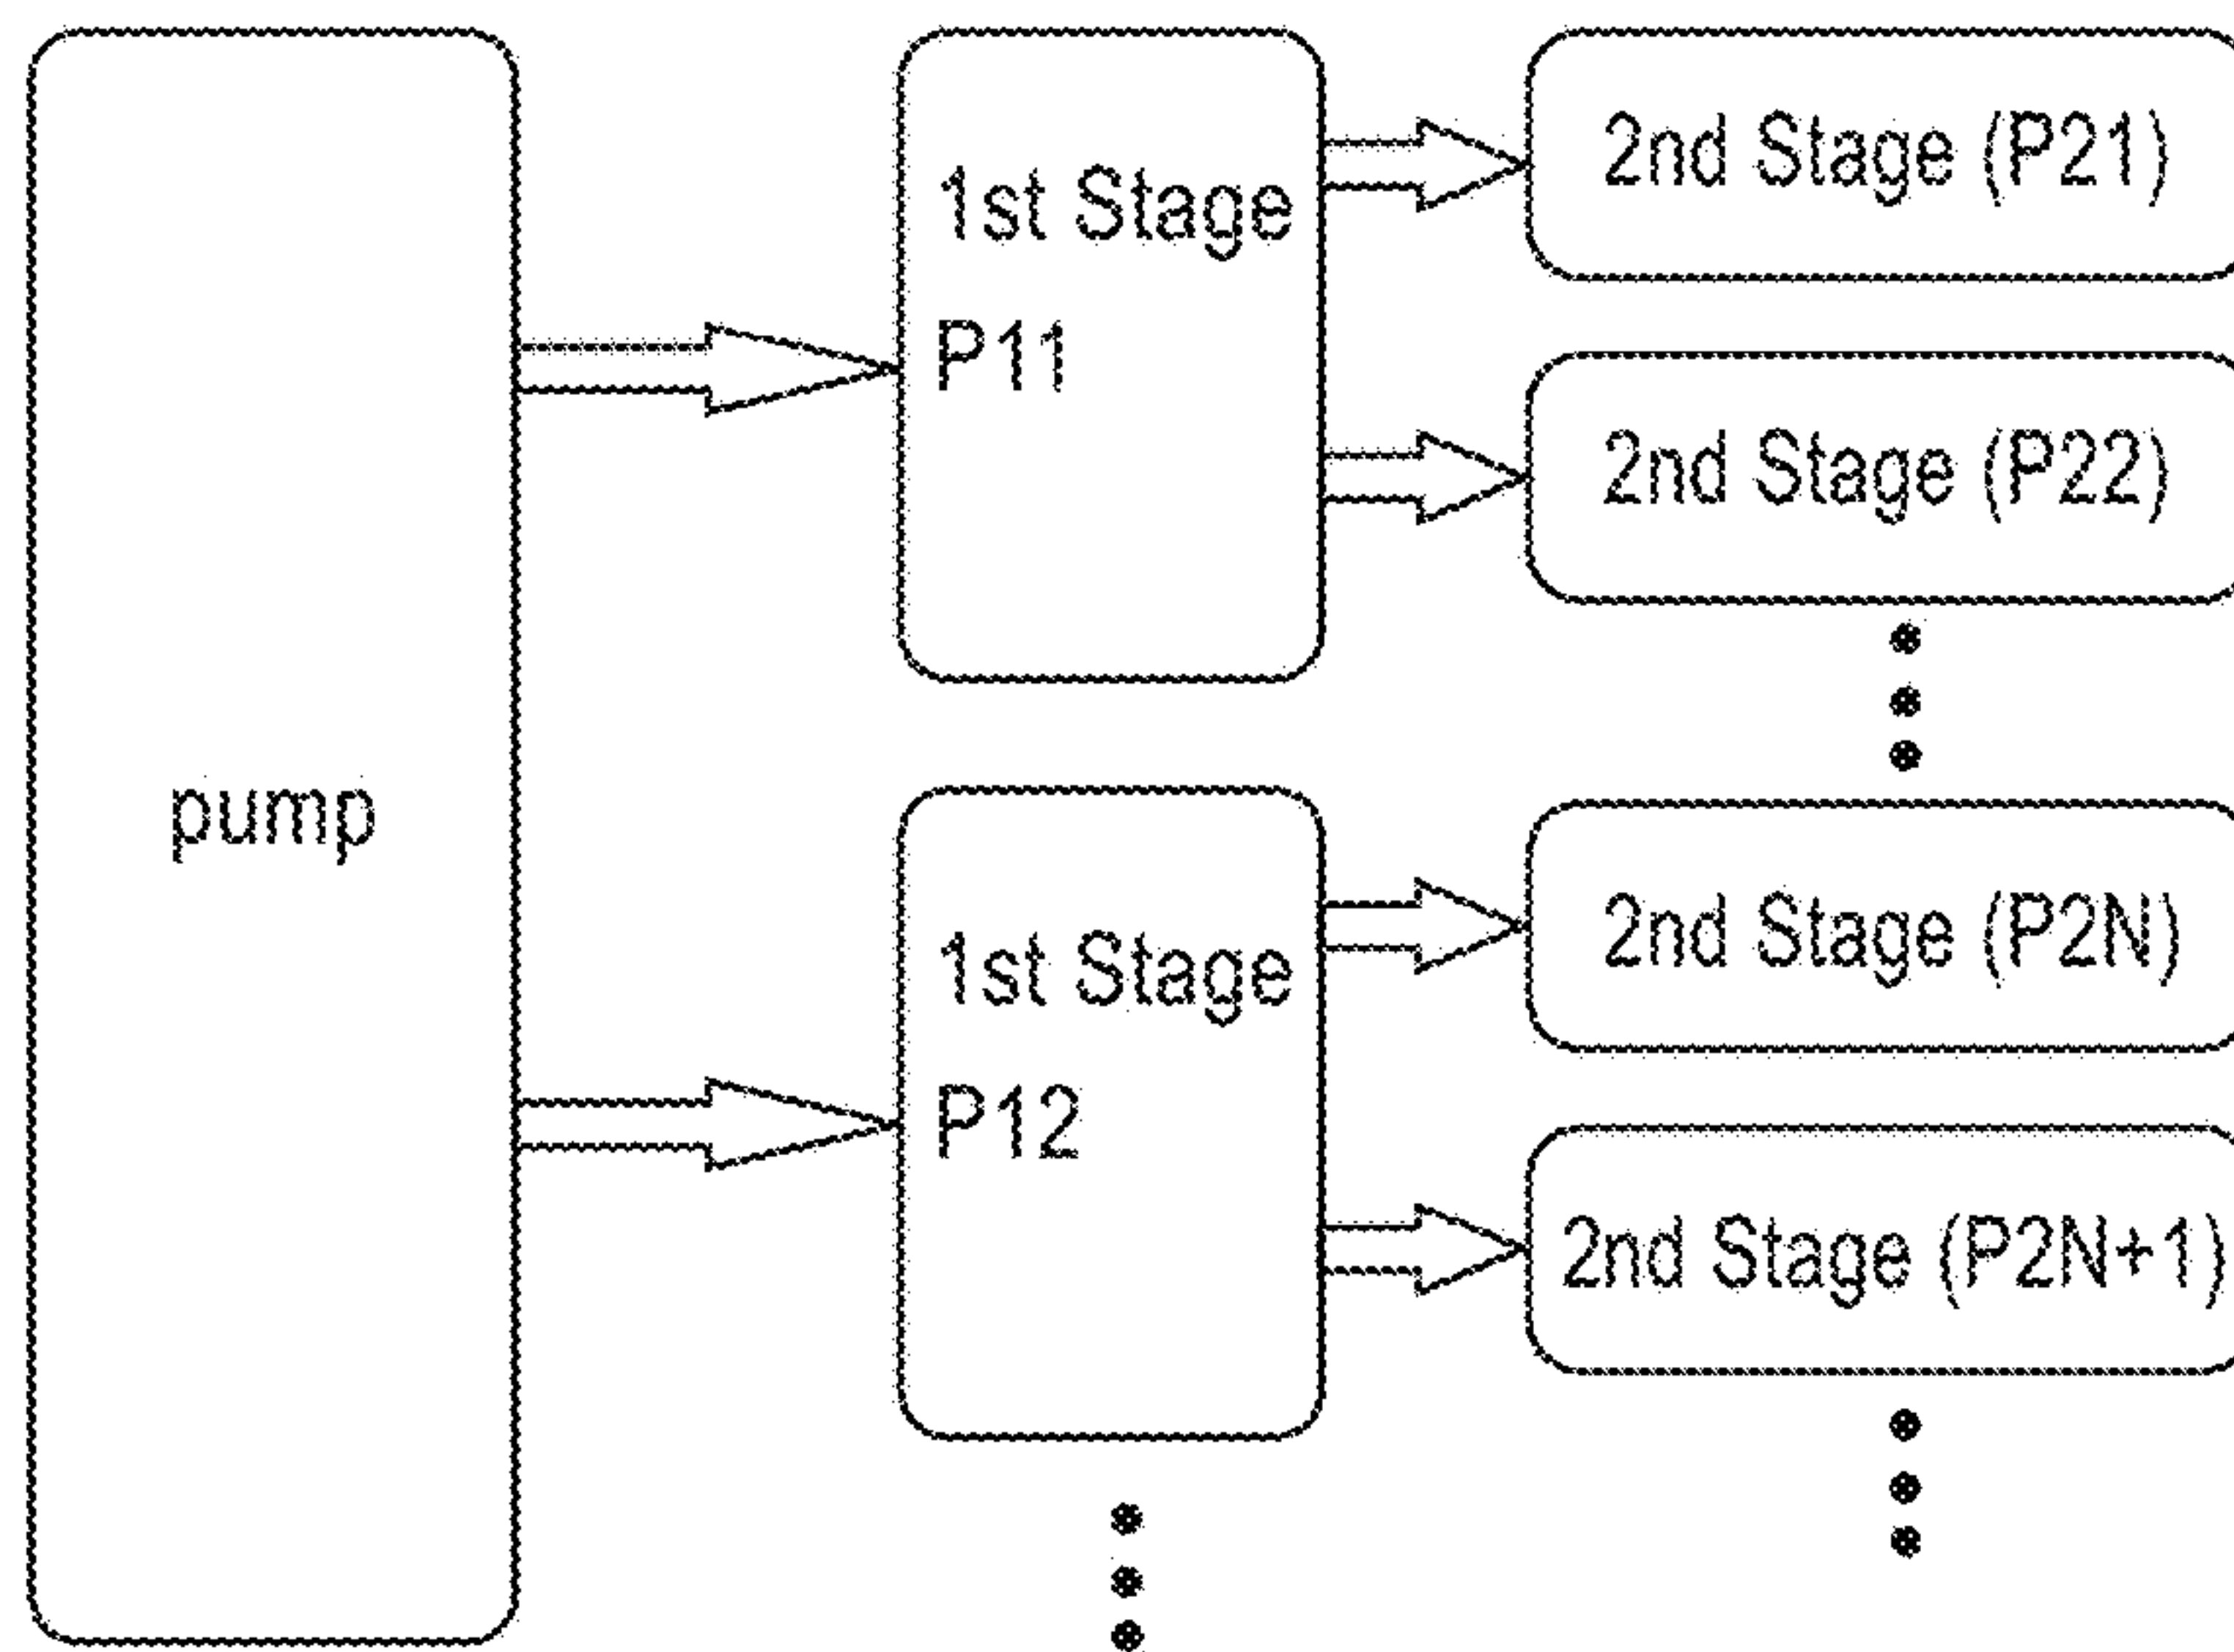 pump
1st Stage
P11
2nd Stage (P21)
2nd Stage (P22)
1st Stage
P12
2nd Stage (P2N)
2nd Stage (P2N+1)